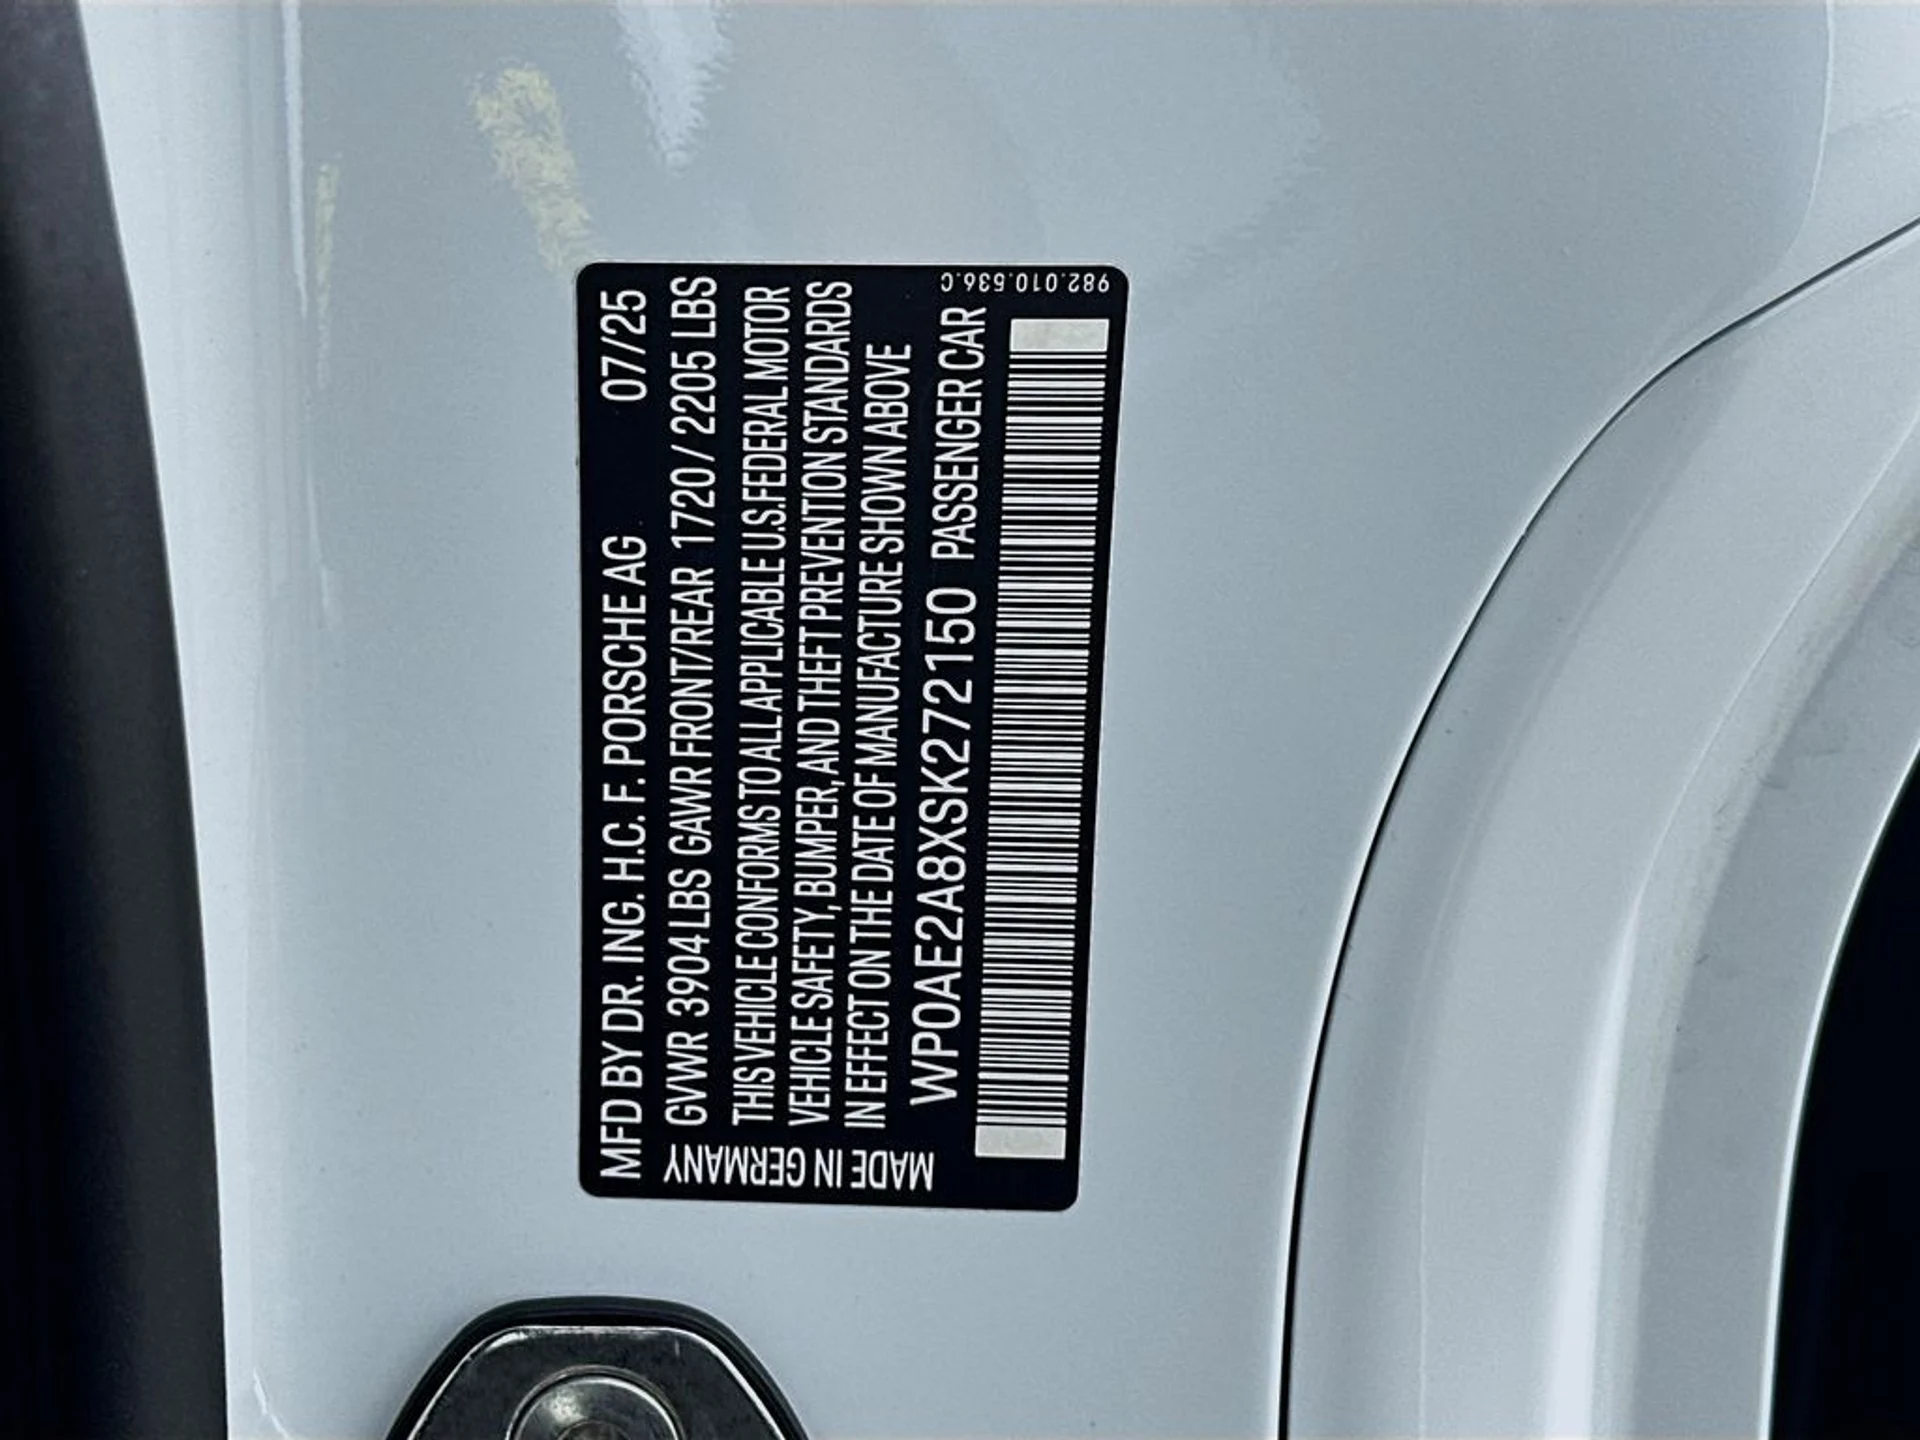 MFD BY DR. ING. H.C. F. PORSCHE AG 07/25
GVWR 3904 LBS GAWR FRONT/REAR 1720 / 2205 LBS
THIS VEHICLE CONFORMS TO ALL APPLICABLE U.S. FEDERAL MOTOR
VEHICLE SAFETY, BUMPER, AND THEFT PREVENTION STANDARDS
IN EFFECT ON THE DATE OF MANUFACTURE SHOWN ABOVE
WP0AE2A8XSK272150 PASSENGER CAR
MADE IN GERMANY
982.010.536.C